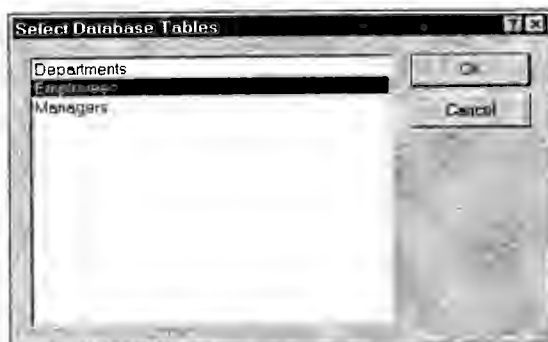 Select Database Tables
Departments
Employees
Managers
Ok
Cancel